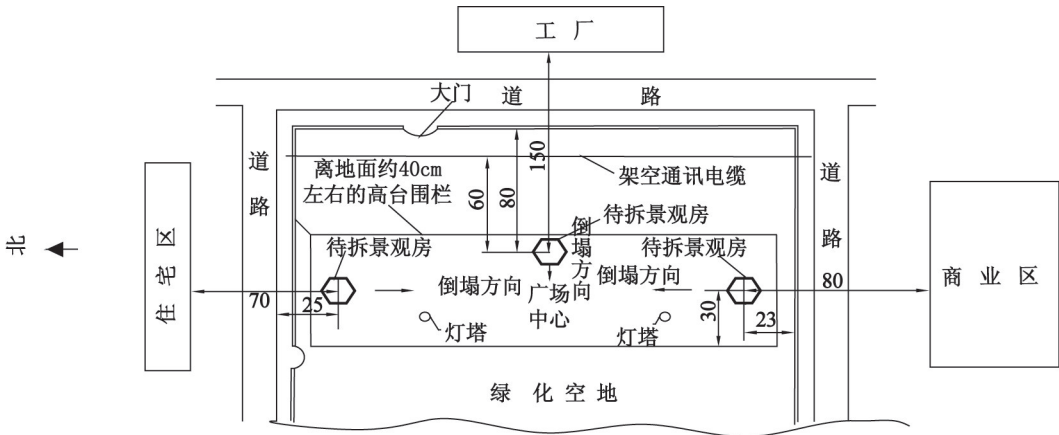 工厂
大门
道路
道路
住宅区
北
离地面约40cm
左右的高台围栏
60
80
150
架空通讯电缆
道路
商业区
待拆景观房
待拆景观房
待拆景观房
倒塌方向
倒塌方向
倒塌方向
广场
中心
70
25
80
30
23
灯塔
灯塔
绿化空地